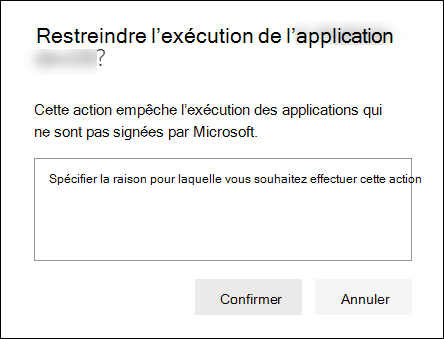 Restreindre l’exécution de l’application
?
Cette action empêche l’exécution des applications qui
ne sont pas signées par Microsoft.
Spécifier la raison pour laquelle vous souhaitez effectuer cette action
Confirmer
Annuler